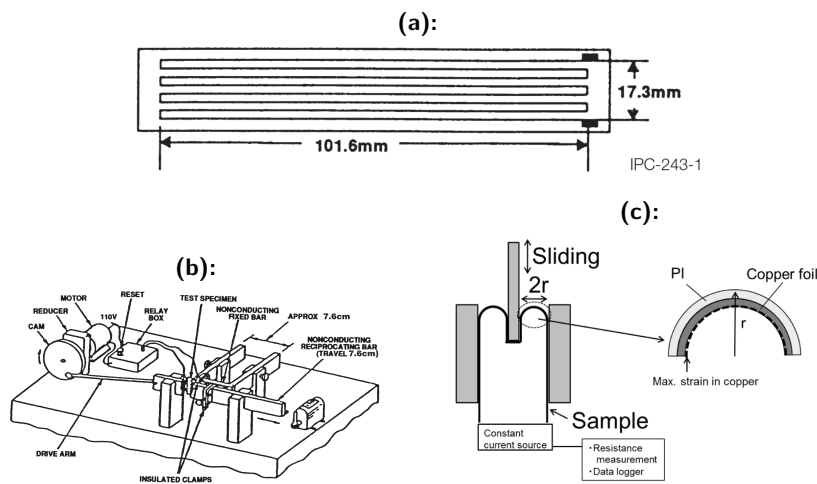 (a):
17.3mm
101.6mm
IPC-243-1
(b):
RESET
MOTOR
110V
RELAY
BOX
REDUCER
CAM
TEST SPECIMEN
NONCONDUCTING
FIXED BAR
APPROX 7.6cm
NONCONDUCTING
RECIPROCATING BAR
(TRAVEL 7.6cm)
DRIVE ARM
INSULATED CLAMPS
(c):
Sliding
2r
PI
Copper foil
r
Max. strain in copper
Sample
Constant
current source
・Resistance
measurement
・Data logger